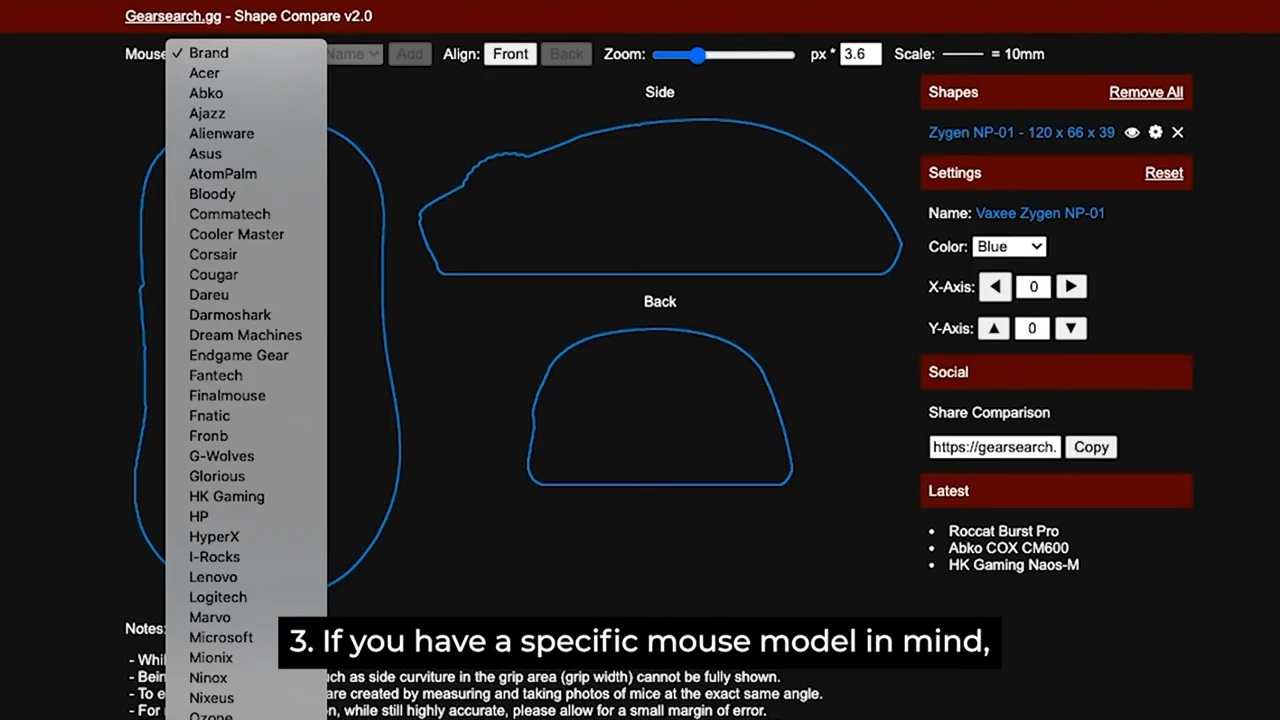 Gearsearch.gg - Shape Compare v2.0
Mouse
Name
Add
Align:
Front
Back
Zoom:
px *
3.6
Scale:
= 10mm
✓ Brand
Acer
Abko
Ajazz
Alienware
Asus
AtomPalm
Bloody
Commatech
Cooler Master
Corsair
Cougar
Dareu
Darmoshark
Dream Machines
Endgame Gear
Fantech
Finalmouse
Fnatic
Fronb
G-Wolves
Glorious
HK Gaming
HP
HyperX
I-Rocks
Lenovo
Logitech
Marvo
Microsoft
Mionix
Ninox
Nixeus
Ozone
Side
Back
Shapes
Remove All
Zygen NP-01 - 120 x 66 x 39
Settings
Reset
Name: Vaxee Zygen NP-01
Color: Blue
X-Axis: 0
Y-Axis: 0
Social
Share Comparison
https://gearsearch.
Copy
Latest
• Roccat Burst Pro
• Abko COX CM600
• HK Gaming Naos-M
Notes:
3. If you have a specific mouse model in mind,
- Whil
- Bein
such as side curviture in the grip area (grip width) cannot be fully shown.
- To e
are created by measuring and taking photos of mice at the exact same angle.
- For
n, while still highly accurate, please allow for a small margin of error.